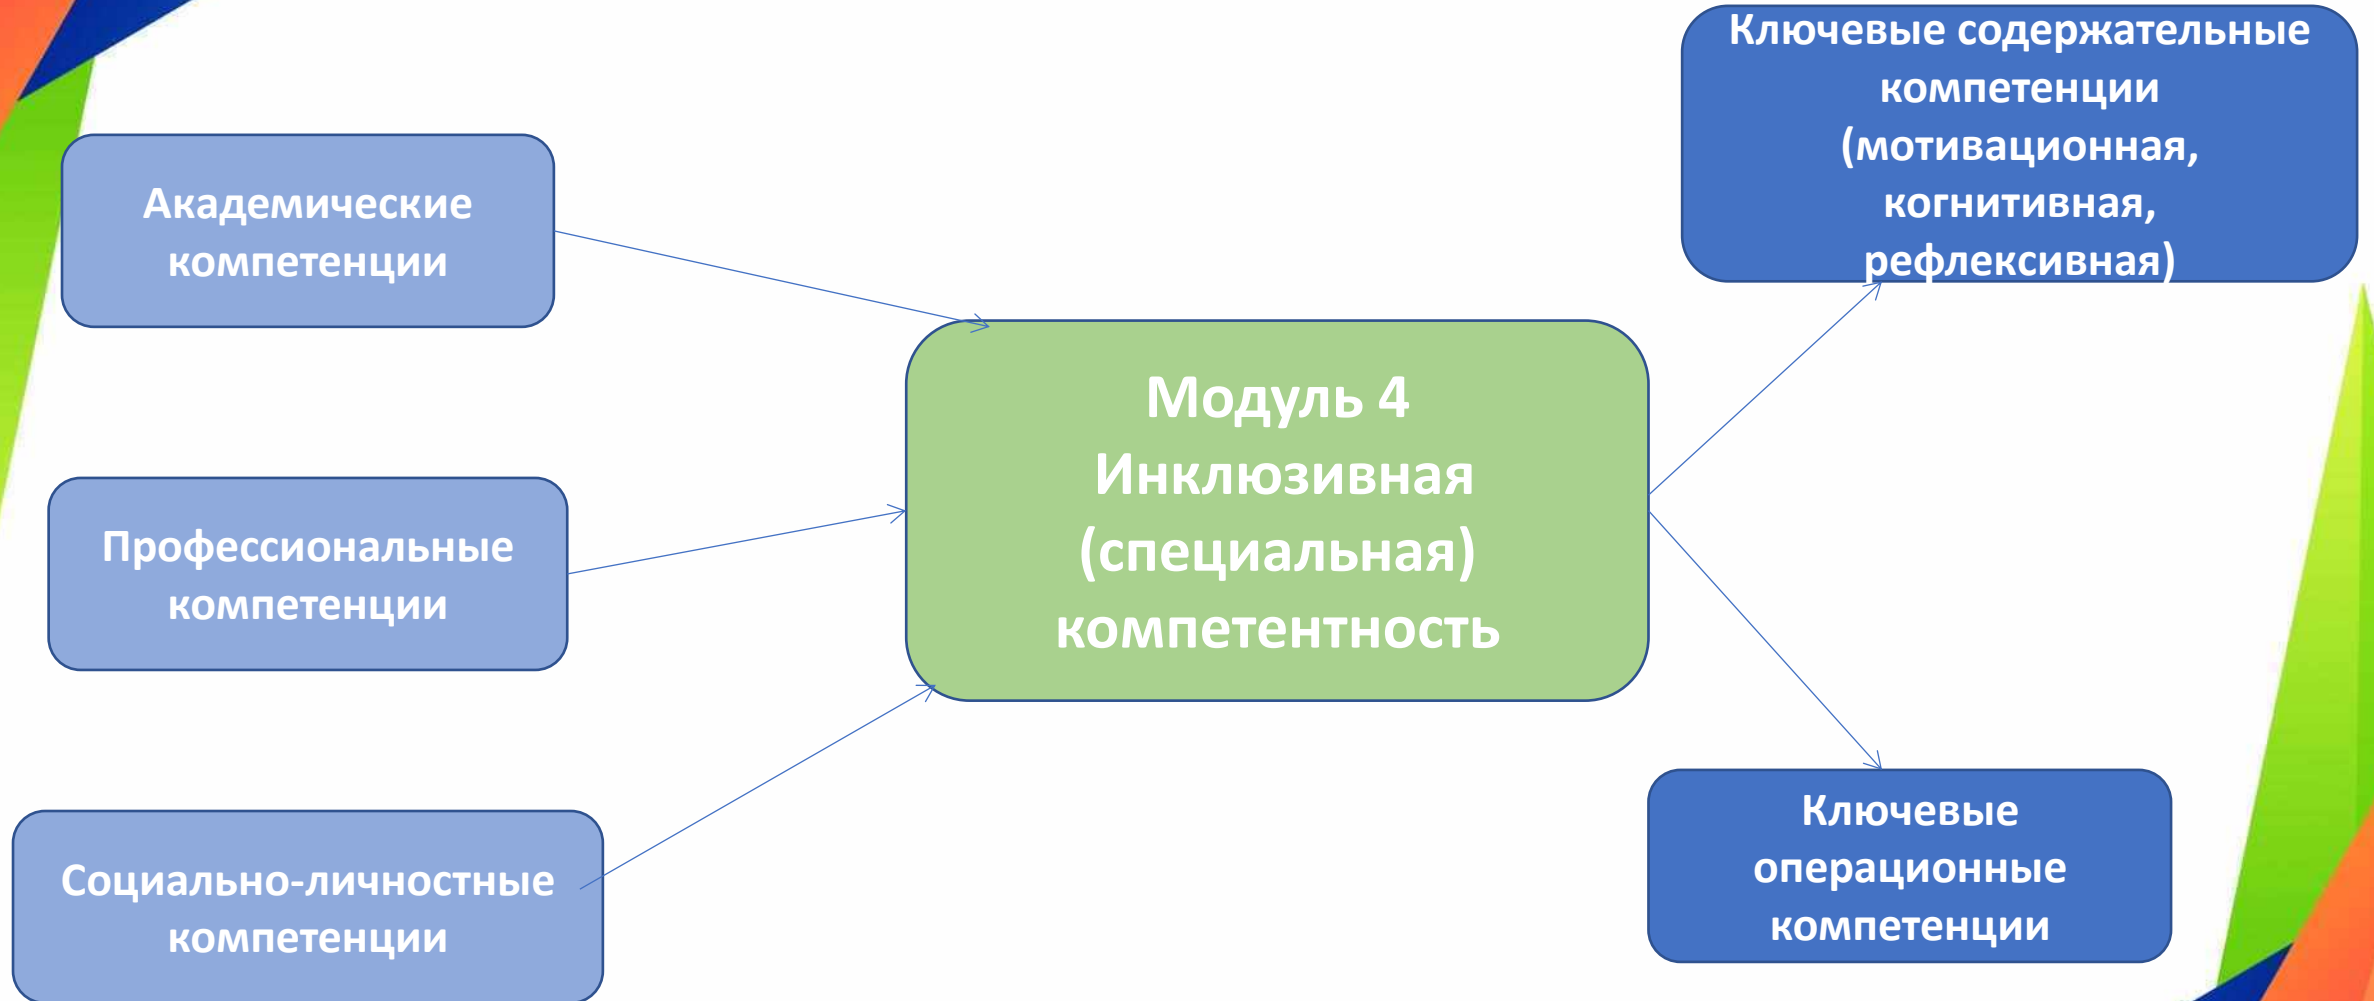 Академические
компетенции
Профессиональные
компетенции
Социально-личностные
компетенции
Модуль 4
Инклюзивная
(специальная)
компетентность
Ключевые содержательные
компетенции
(мотивационная,
когнитивная,
рефлексивная)
Ключевые
операционные
компетенции